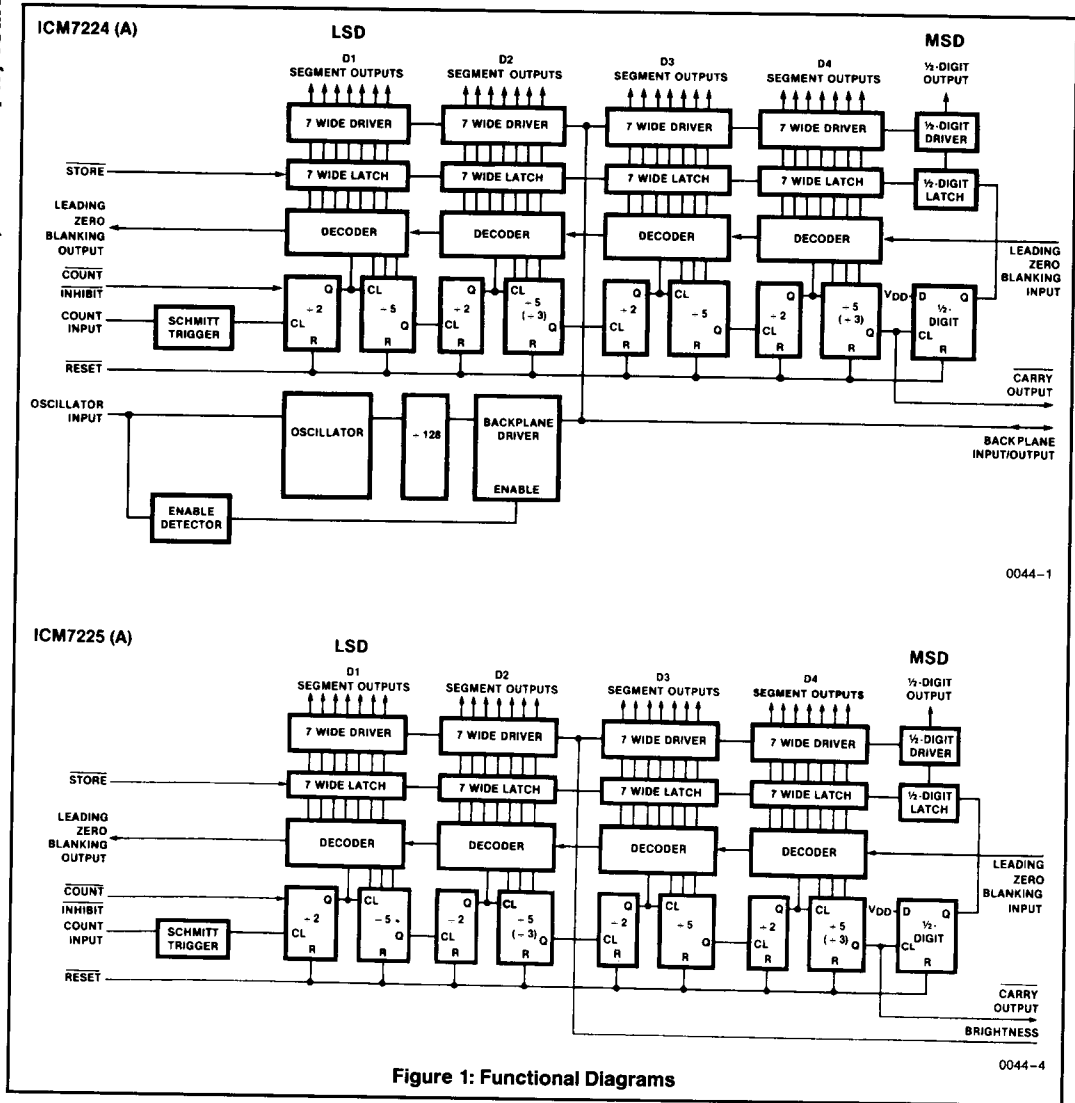 ICM7224 (A)
LSD
MSD
D1
SEGMENT OUTPUTS
D2
SEGMENT OUTPUTS
D3
SEGMENT OUTPUTS
D4
SEGMENT OUTPUTS
½-DIGIT
OUTPUT
7 WIDE DRIVER
7 WIDE DRIVER
7 WIDE DRIVER
7 WIDE DRIVER
½-DIGIT
DRIVER
STORE
7 WIDE LATCH
7 WIDE LATCH
7 WIDE LATCH
7 WIDE LATCH
½-DIGIT
LATCH
LEADING
ZERO
BLANKING
OUTPUT
DECODER
DECODER
DECODER
DECODER
LEADING
ZERO
BLANKING
INPUT
COUNT
INHIBIT
COUNT
INPUT
SCHMITT
TRIGGER
Q
÷2
CL
R
CL
÷5
Q
R
Q
÷2
CL
R
CL
÷5
(÷3)
Q
R
Q
÷2
CL
R
CL
÷5
Q
R
Q
÷2
CL
R
CL
÷5
(÷3)
Q
R
VDD
D
Q
½-
DIGIT
CL
R
RESET
CARRY
OUTPUT
OSCILLATOR
INPUT
OSCILLATOR
÷ 128
BACKPLANE
DRIVER
ENABLE
BACKPLANE
INPUT/OUTPUT
ENABLE
DETECTOR
0044-1
ICM7225 (A)
LSD
MSD
D1
SEGMENT OUTPUTS
D2
SEGMENT OUTPUTS
D3
SEGMENT OUTPUTS
D4
SEGMENT OUTPUTS
½-DIGIT
OUTPUT
7 WIDE DRIVER
7 WIDE DRIVER
7 WIDE DRIVER
7 WIDE DRIVER
½-DIGIT
DRIVER
STORE
7 WIDE LATCH
7 WIDE LATCH
7 WIDE LATCH
7 WIDE LATCH
½-DIGIT
LATCH
LEADING
ZERO
BLANKING
OUTPUT
DECODER
DECODER
DECODER
DECODER
LEADING
ZERO
BLANKING
INPUT
COUNT
INHIBIT
COUNT
INPUT
SCHMITT
TRIGGER
Q
÷2
CL
R
CL
÷5
Q
R
Q
÷2
CL
R
CL
÷5
(÷3)
Q
R
Q
÷2
CL
R
CL
÷5
Q
R
Q
÷2
CL
R
CL
÷5
(÷3)
Q
R
VDD
D
Q
½-
DIGIT
CL
R
RESET
CARRY
OUTPUT
BRIGHTNESS
0044-4
Figure 1: Functional Diagrams